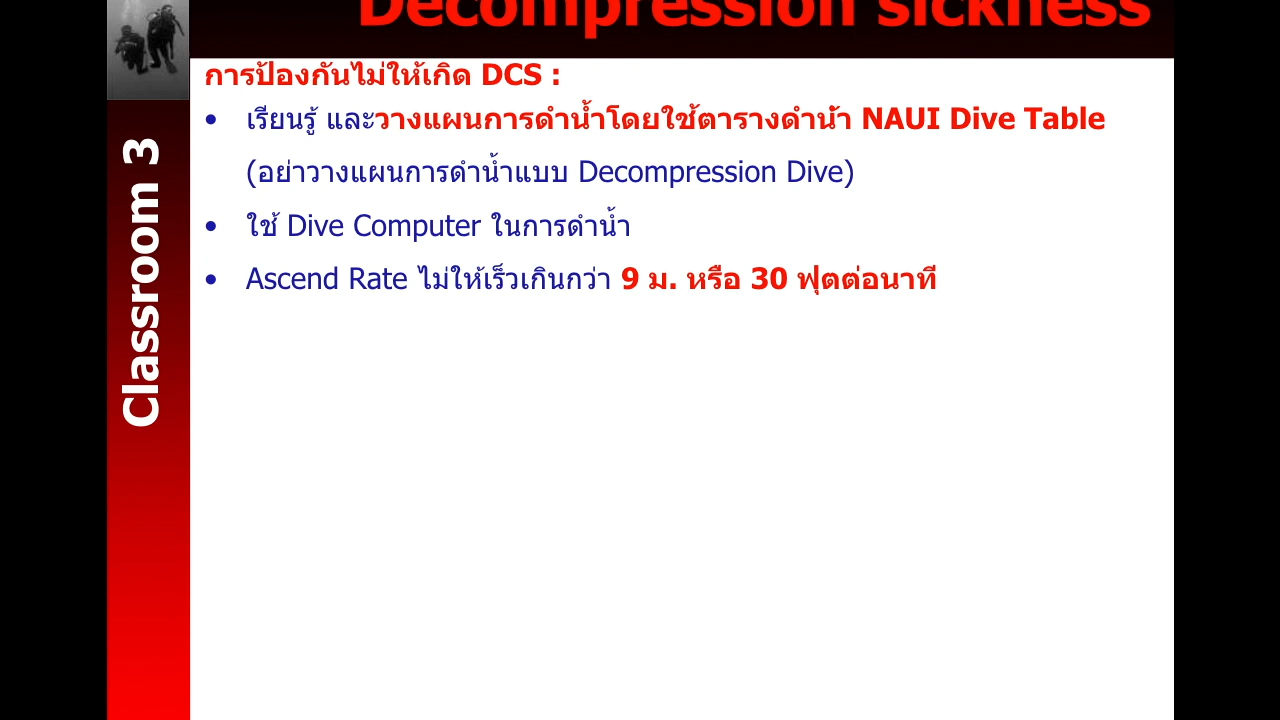 Decompression sickness
Classroom 3
การป้องกันไม่ให้เกิด DCS :
• เรียนรู้ และวางแผนการดำน้ำโดยใช้ตารางดำน้ำ NAUI Dive Table
(อย่าวางแผนการดำน้ำแบบ Decompression Dive)
• ใช้ Dive Computer ในการดำน้ำ
• Ascend Rate ไม่ให้เร็วเกินกว่า 9 ม. หรือ 30 ฟุตต่อนาที